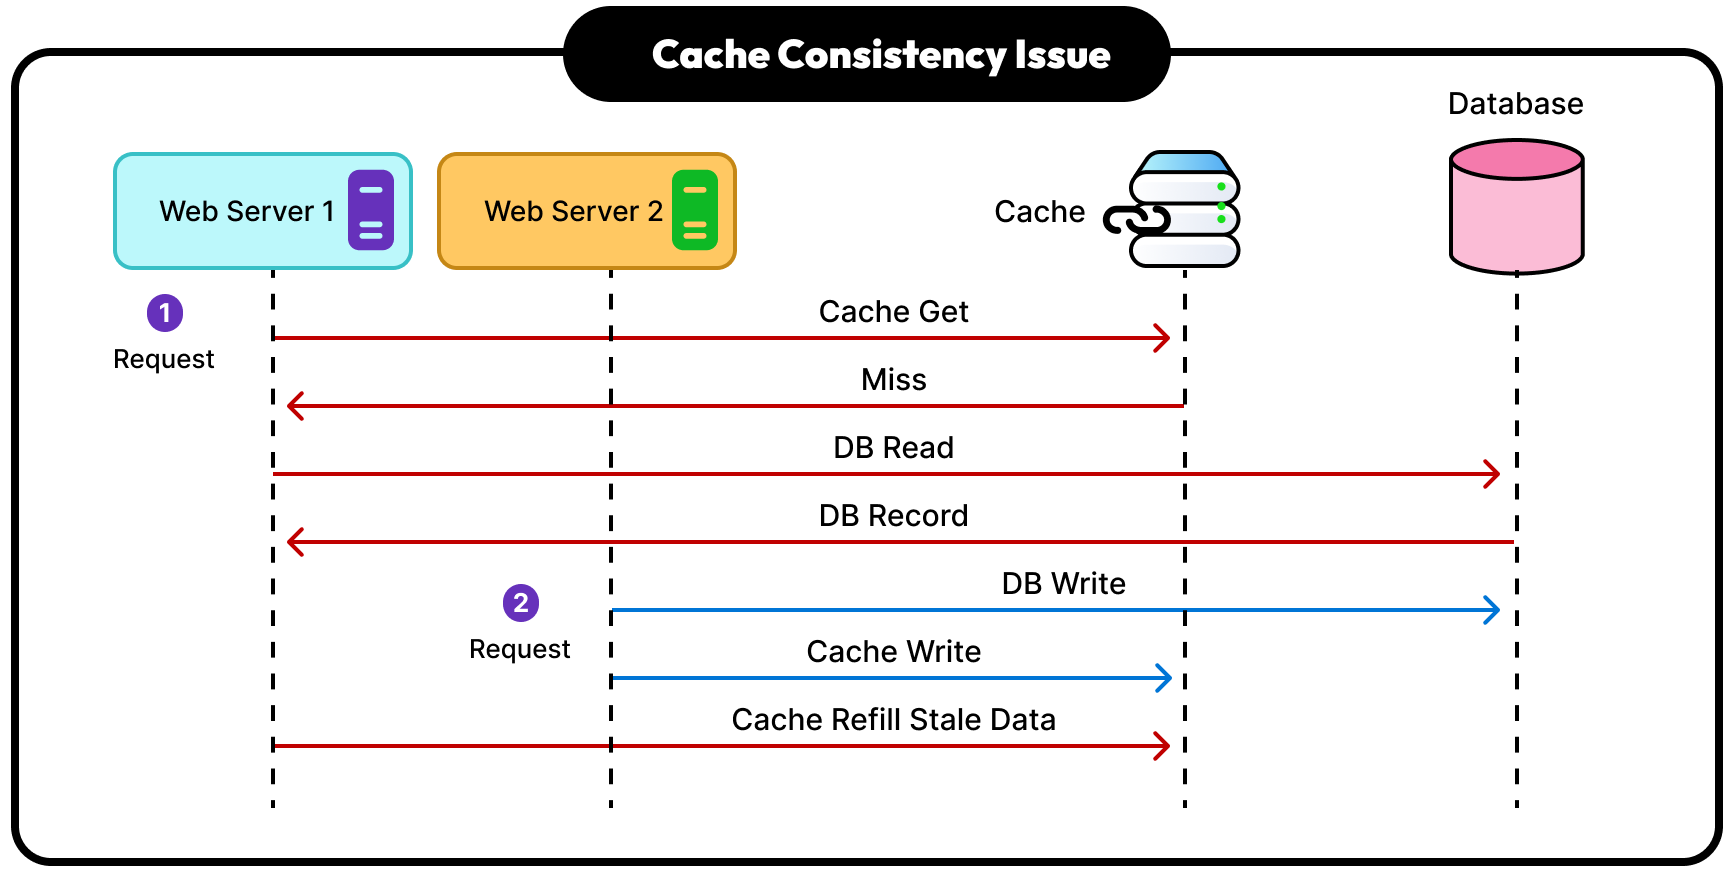 Cache Consistency Issue
Database
Web Server 1
Web Server 2
Cache
1
Request
Cache Get
Miss
DB Read
DB Record
2
Request
DB Write
Cache Write
Cache Refill Stale Data